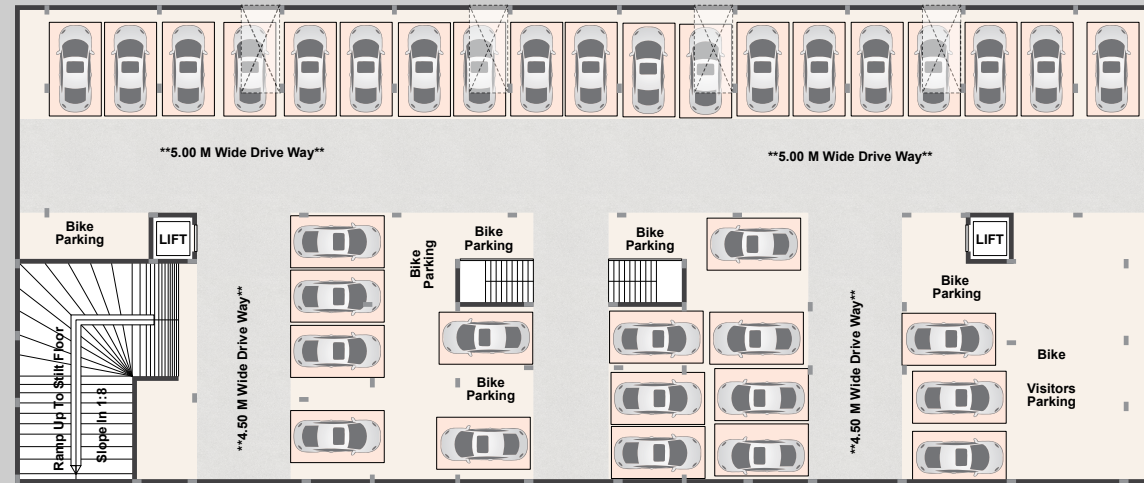 **5.00 M Wide Drive Way**
**5.00 M Wide Drive Way**
Bike
Parking
LIFT
Bike
Parking
Bike
Parking
Bike
Parking
LIFT
Bike
Parking
**4.50 M Wide Drive Way**
**4.50 M Wide Drive Way**
Ramp Up To Stilt Floor
Slope In 1:8
Bike
Parking
Bike
Visitors
Parking